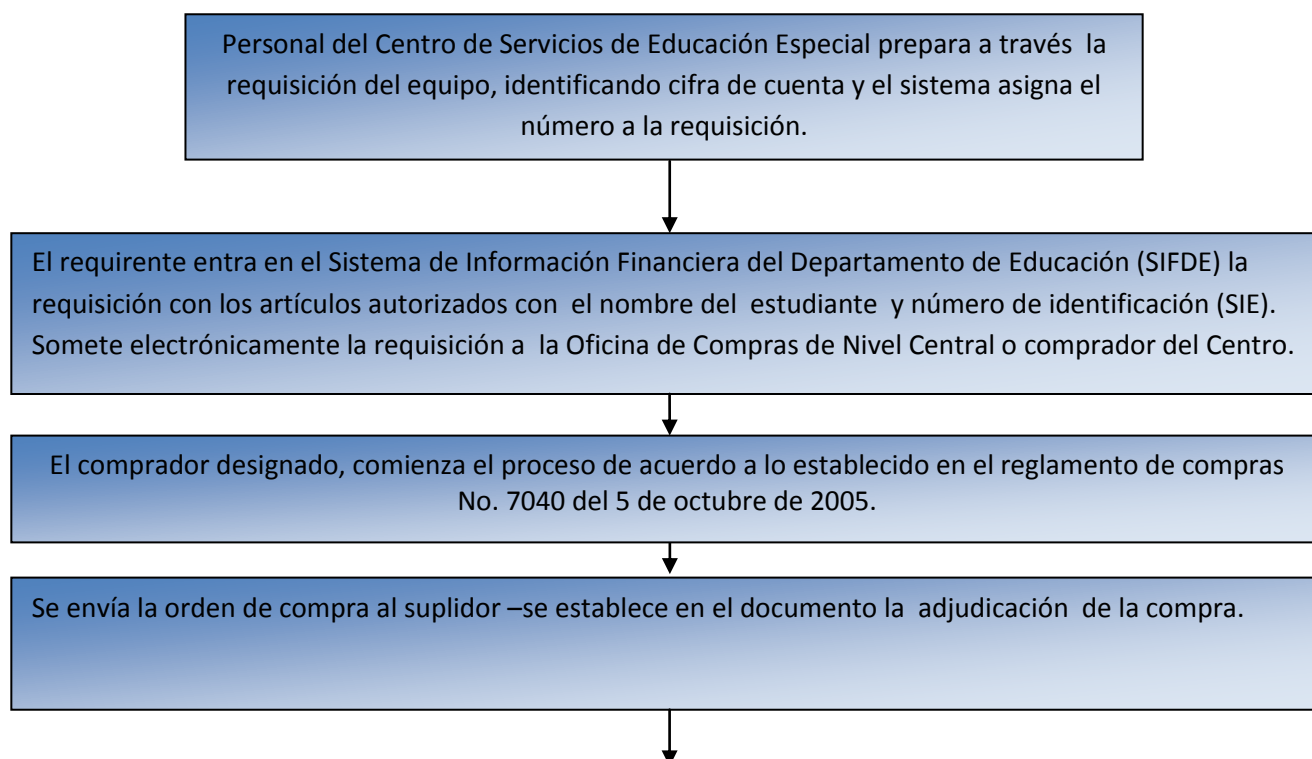 Personal del Centro de Servicios de Educación Especial prepara a través la
requisición del equipo, identificando cifra de cuenta y el sistema asigna el
número a la requisición.
El requirente entra en el Sistema de Información Financiera del Departamento de Educación (SIFDE) la
requisición con los artículos autorizados con el nombre del estudiante y número de identificación (SIE).
Somete electrónicamente la requisición a la Oficina de Compras de Nivel Central o comprador del Centro.
El comprador designado, comienza el proceso de acuerdo a lo establecido en el reglamento de compras
No. 7040 del 5 de octubre de 2005.
Se envía la orden de compra al suplidor –se establece en el documento la adjudicación de la compra.